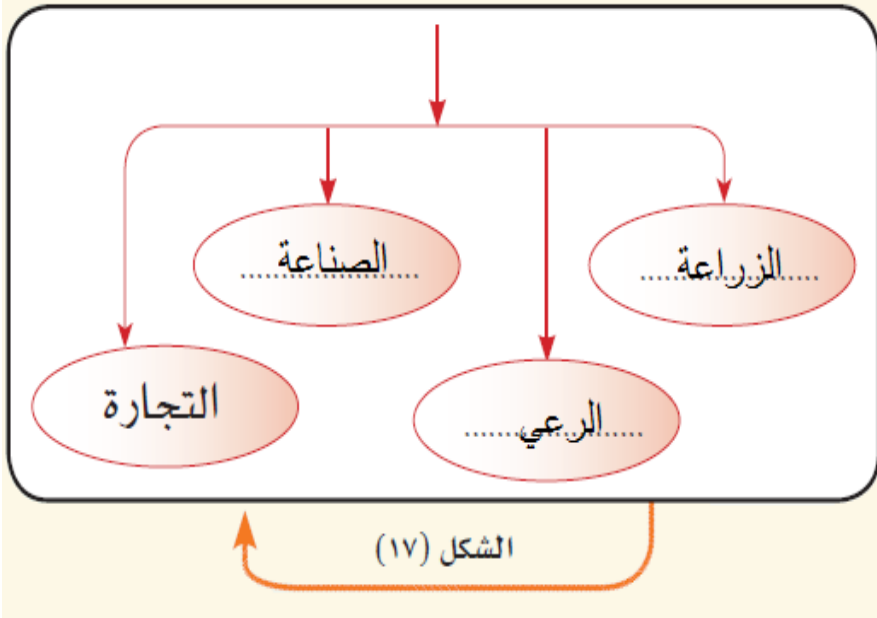 الزراعة
الصناعة
الرعي
التجارة
الشكل (١٧)